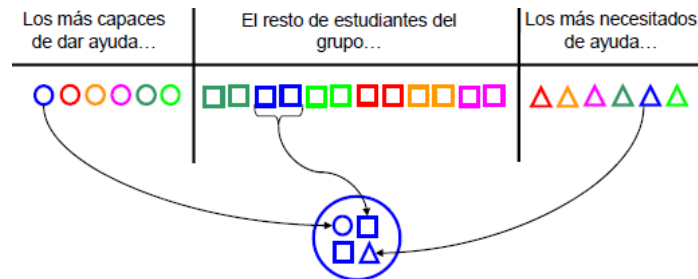 Los más capaces
de dar ayuda…
El resto de estudiantes del
grupo…
Los más necesitados
de ayuda…